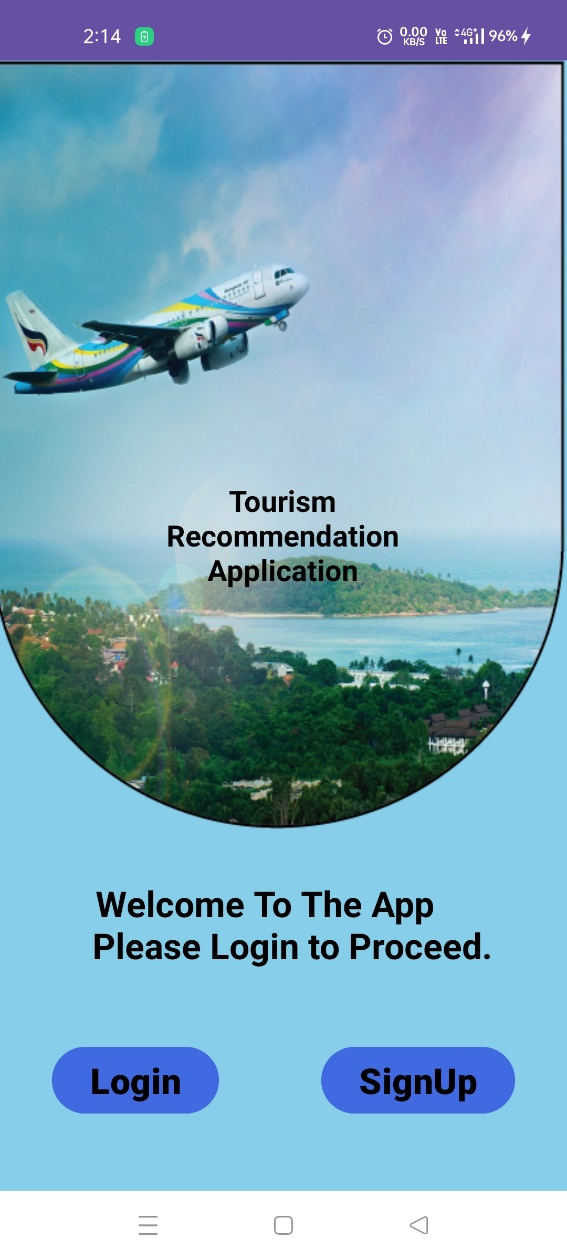 2:14
0.00 KB/S Vo LTE 4G+ 96%
Tourism
Recommendation
Application
Welcome To The App
Please Login to Proceed.
Login SignUp